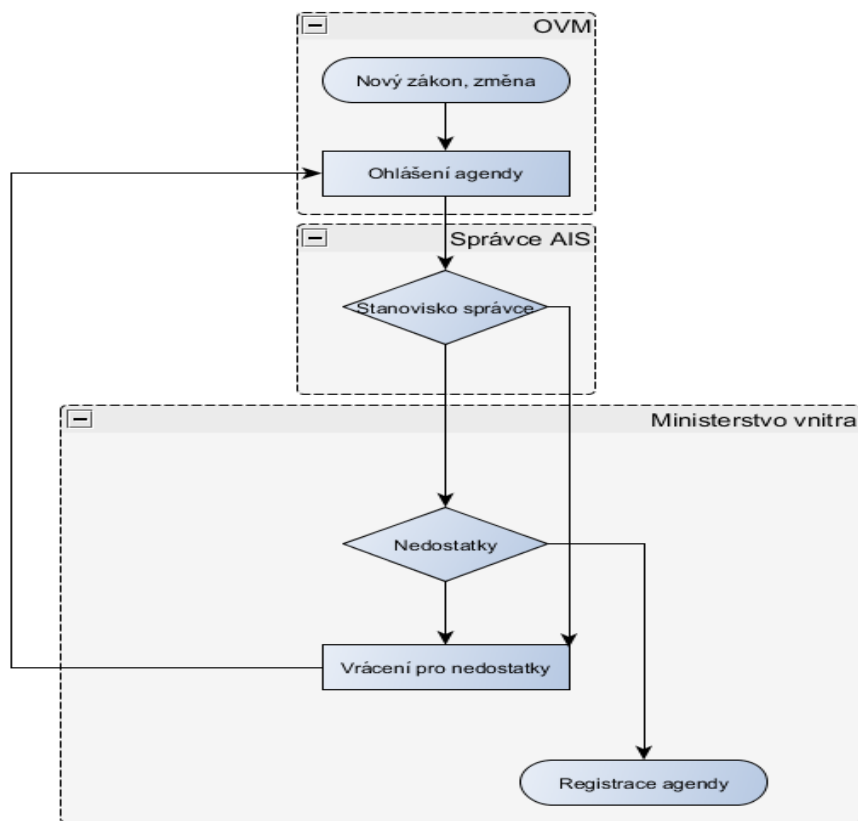 OVM
Nový zákon, změna
Ohlášení agendy
Správce AIS
Stanovisko správce
Ministerstvo vnitra
Nedostatky
Vrácení pro nedostatky
Registrace agendy